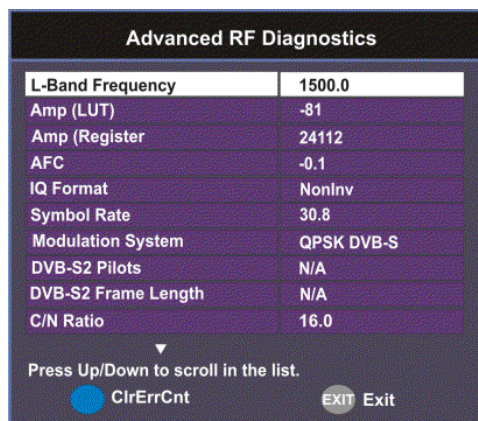 Advanced RF Diagnostics
L-Band Frequency 1500.0
Amp (LUT) -81
Amp (Register 24112
AFC -0.1
IQ Format NonInv
Symbol Rate 30.8
Modulation System QPSK DVB-S
DVB-S2 Pilots N/A
DVB-S2 Frame Length N/A
C/N Ratio 16.0
Press Up/Down to scroll in the list.
ClrErrCnt EXIT Exit